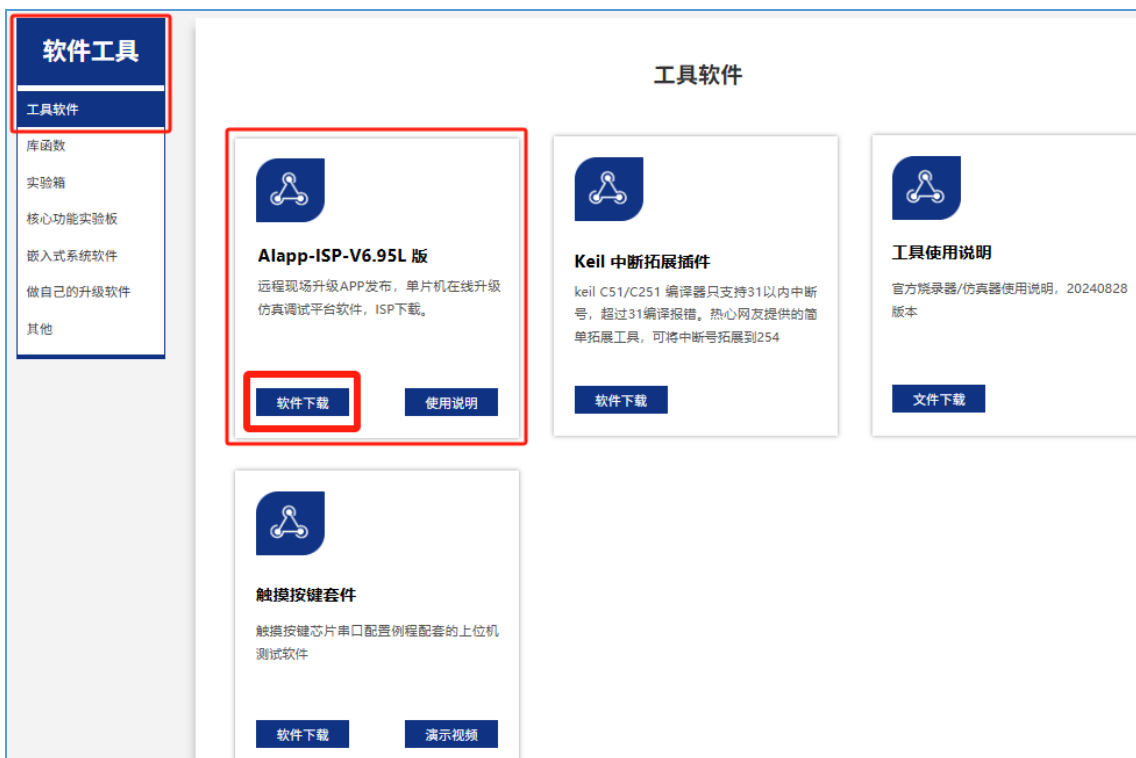 软件工具
工具软件
库函数
实验箱
核心功能实验板
嵌入式系统软件
做自己的升级软件
其他
工具软件
AIapp-ISP-V6.95L 版
远程现场升级APP发布，单片机在线升级
仿真调试平台软件，ISP下载。
软件下载
使用说明
Keil 中断拓展插件
keil C51/C251 编译器只支持31以内中断
号，超过31编译报错。热心网友提供的简
单拓展工具，可将中断号拓展到254
软件下载
工具使用说明
官方烧录器/仿真器使用说明，20240828
版本
文件下载
触摸按键套件
触摸按键芯片串口配置例程配套的上位机
测试软件
软件下载
演示视频